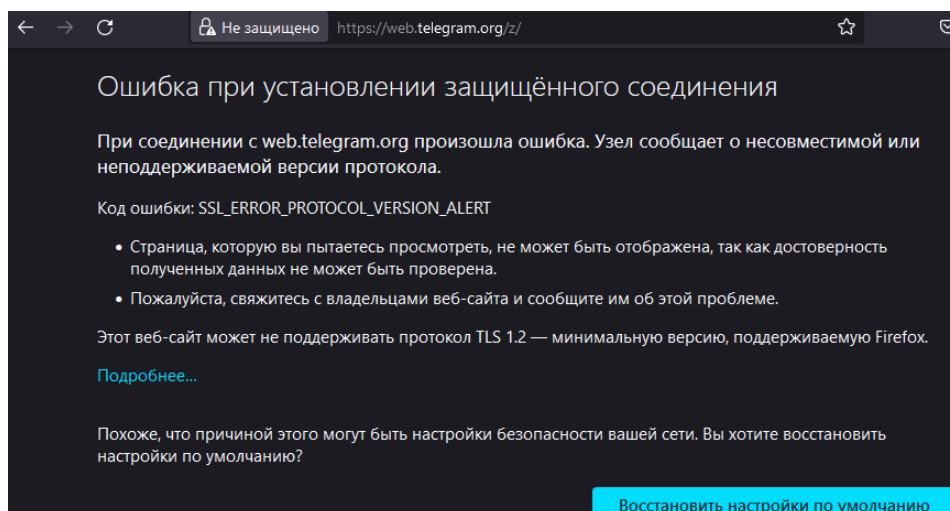 Не защищено https://web.telegram.org/z/
Ошибка при установлении защищённого соединения
При соединении с web.telegram.org произошла ошибка. Узел сообщает о несовместимой или
неподдерживаемой версии протокола.
Код ошибки: SSL_ERROR_PROTOCOL_VERSION_ALERT
• Страница, которую вы пытаетесь просмотреть, не может быть отображена, так как достоверность
полученных данных не может быть проверена.
• Пожалуйста, свяжитесь с владельцами веб-сайта и сообщите им об этой проблеме.
Этот веб-сайт может не поддерживать протокол TLS 1.2 — минимальную версию, поддерживаемую Firefox.
Подробнее...
Похоже, что причиной этого могут быть настройки безопасности вашей сети. Вы хотите восстановить
настройки по умолчанию?
Восстановить настройки по умолчанию